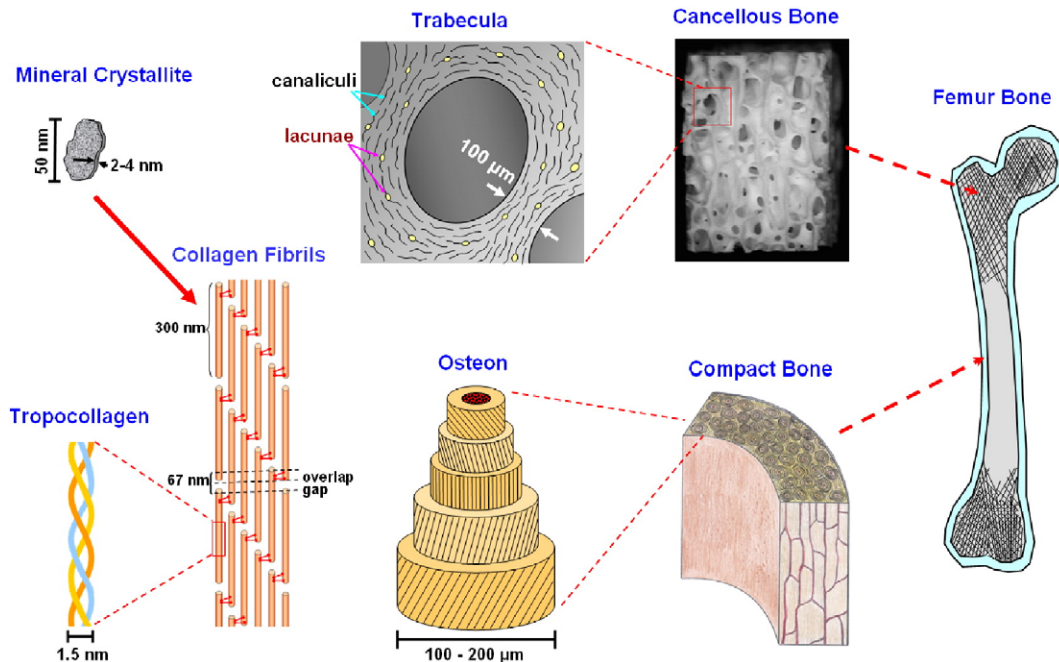 Trabecula
Cancellous Bone
Mineral Crystallite
canaliculi
lacunae
100 µm
Femur Bone
50 nm
2-4 nm
Collagen Fibrils
300 nm
Osteon
Compact Bone
Tropocollagen
67 nm
overlap
gap
1.5 nm
100 - 200 µm